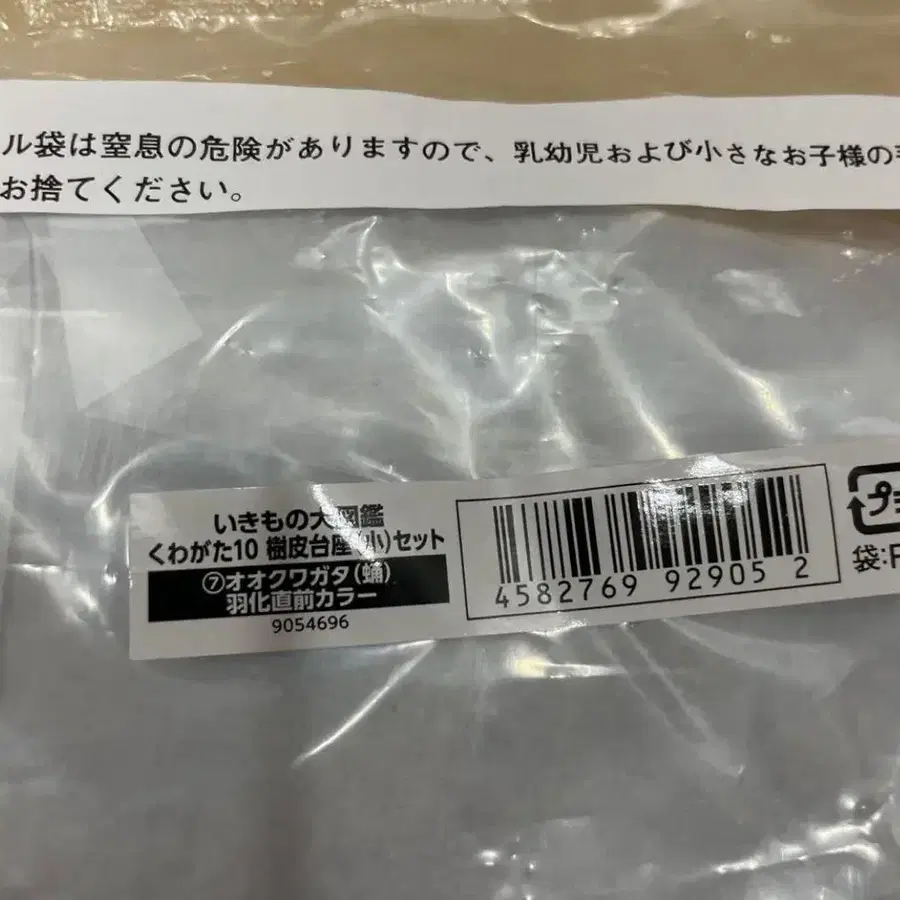 ル袋は窒息の危険がありますので、乳幼児および小さなお子様の
お捨てください。
いきもの大図鑑
くわがた10 樹皮台座(小)セット
⑦オオクワガタ(蛹)
羽化直前カラー
9054696
4582769 929052
プ
袋:P